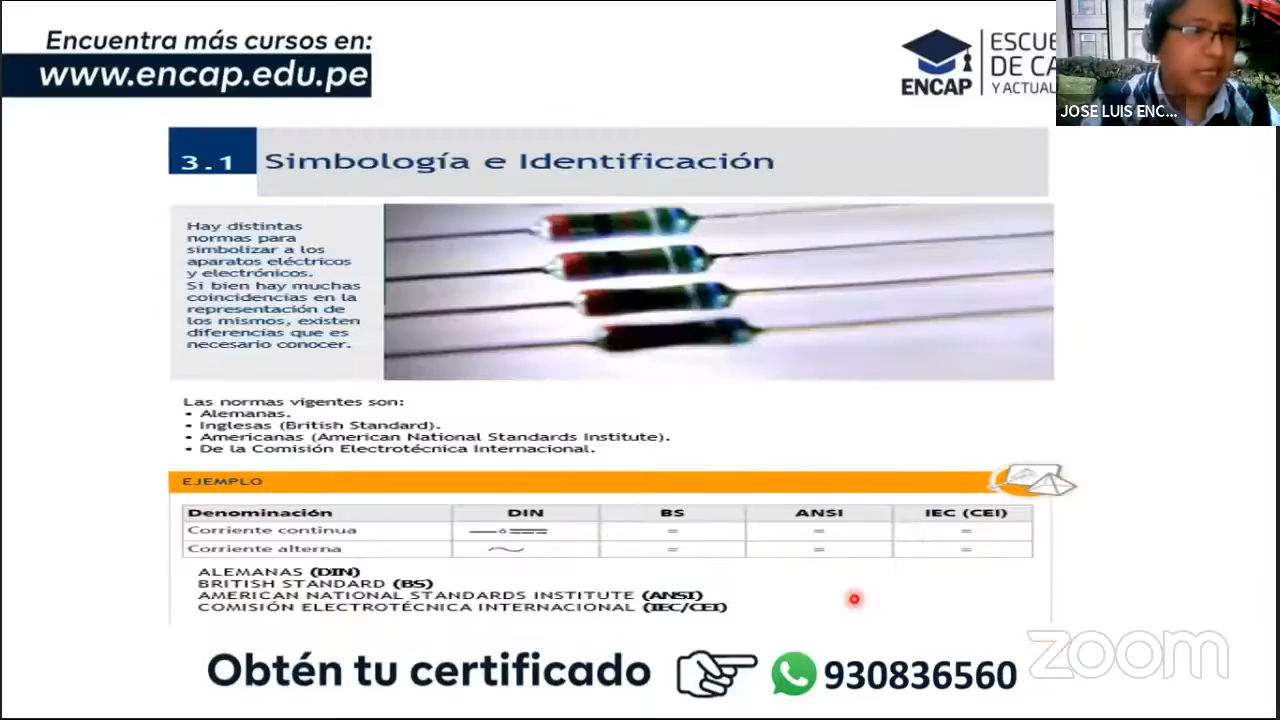 Encuentra más cursos en:
www.encap.edu.pe
ENCAP
ESCUE
DE CA
Y ACTUAL
JOSE LUIS ENC...
3.1 Simbología e Identificación
Hay distintas
normas para
simbolizar a los
aparatos eléctricos
y electrónicos.
Si bien hay muchas
coincidencias en la
representación de
los mismos, existen
diferencias que es
necesario conocer.
Las normas vigentes son:
• Alemanas.
• Inglesas (British Standard).
• Americanas (American National Standards Institute).
• De la Comisión Electrotécnica Internacional.
EJEMPLO
Denominación DIN BS ANSI IEC (CEI)
Corriente continua — ó = = = =
Corriente alterna ~ = = =
ALEMANAS (DIN)
BRITISH STANDARD (BS)
AMERICAN NATIONAL STANDARDS INSTITUTE (ANSI)
COMISIÓN ELECTROTÉCNICA INTERNACIONAL (IEC/CEI)
Obtén tu certificado 930836560
zoom